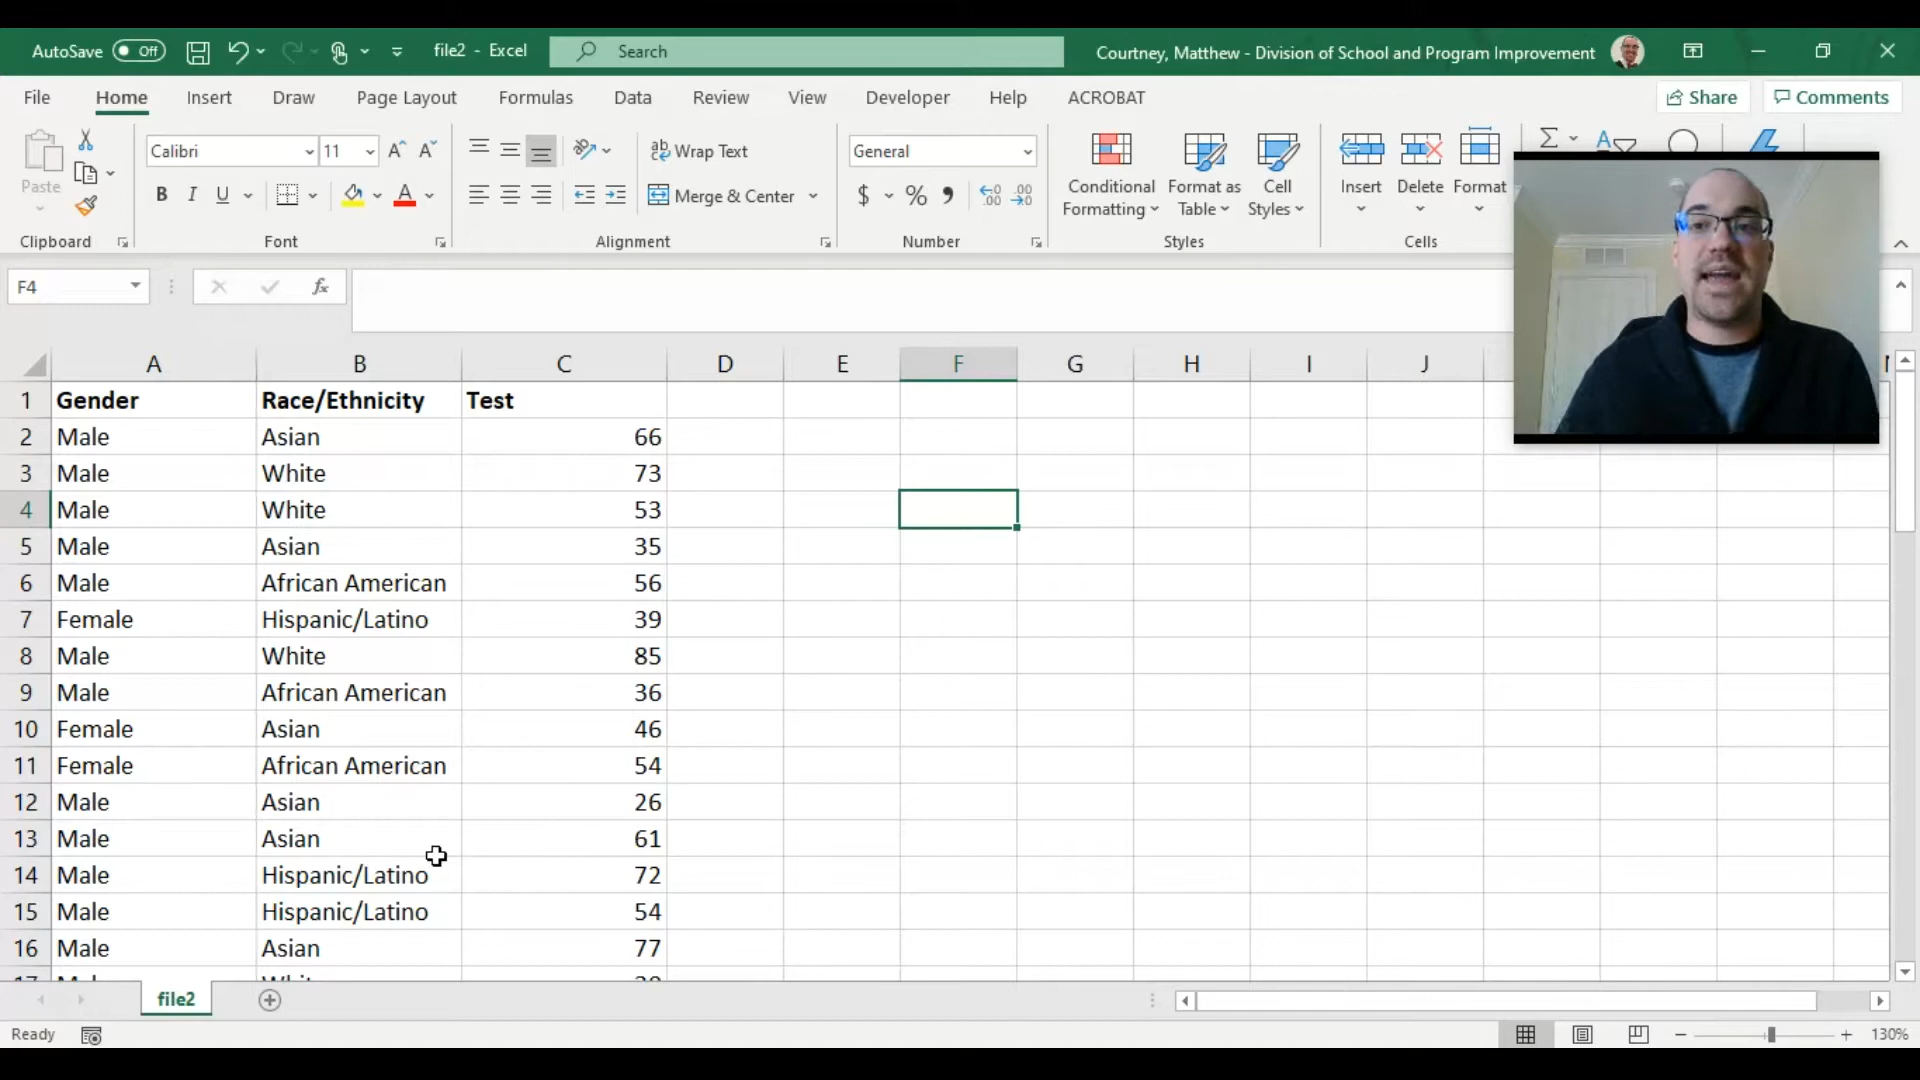 AutoSave Off file2 - Excel Search Courtney, Matthew - Division of School and Program Improvement
File Home Insert Draw Page Layout Formulas Data Review View Developer Help ACROBAT Share Comments
Paste Calibri 11 Wrap Text General
B I U A Merge & Center $ % 9 Conditional Formatting Format as Table Cell Styles Insert Delete Format
Clipboard Font Alignment Number Styles Cells
F4 fx
A B C D E F G H I J
1 Gender Race/Ethnicity Test
2 Male Asian 66
3 Male White 73
4 Male White 53
5 Male Asian 35
6 Male African American 56
7 Female Hispanic/Latino 39
8 Male White 85
9 Male African American 36
10 Female Asian 46
11 Female African American 54
12 Male Asian 26
13 Male Asian 61
14 Male Hispanic/Latino 72
15 Male Hispanic/Latino 54
16 Male Asian 77
file2
Ready 130%